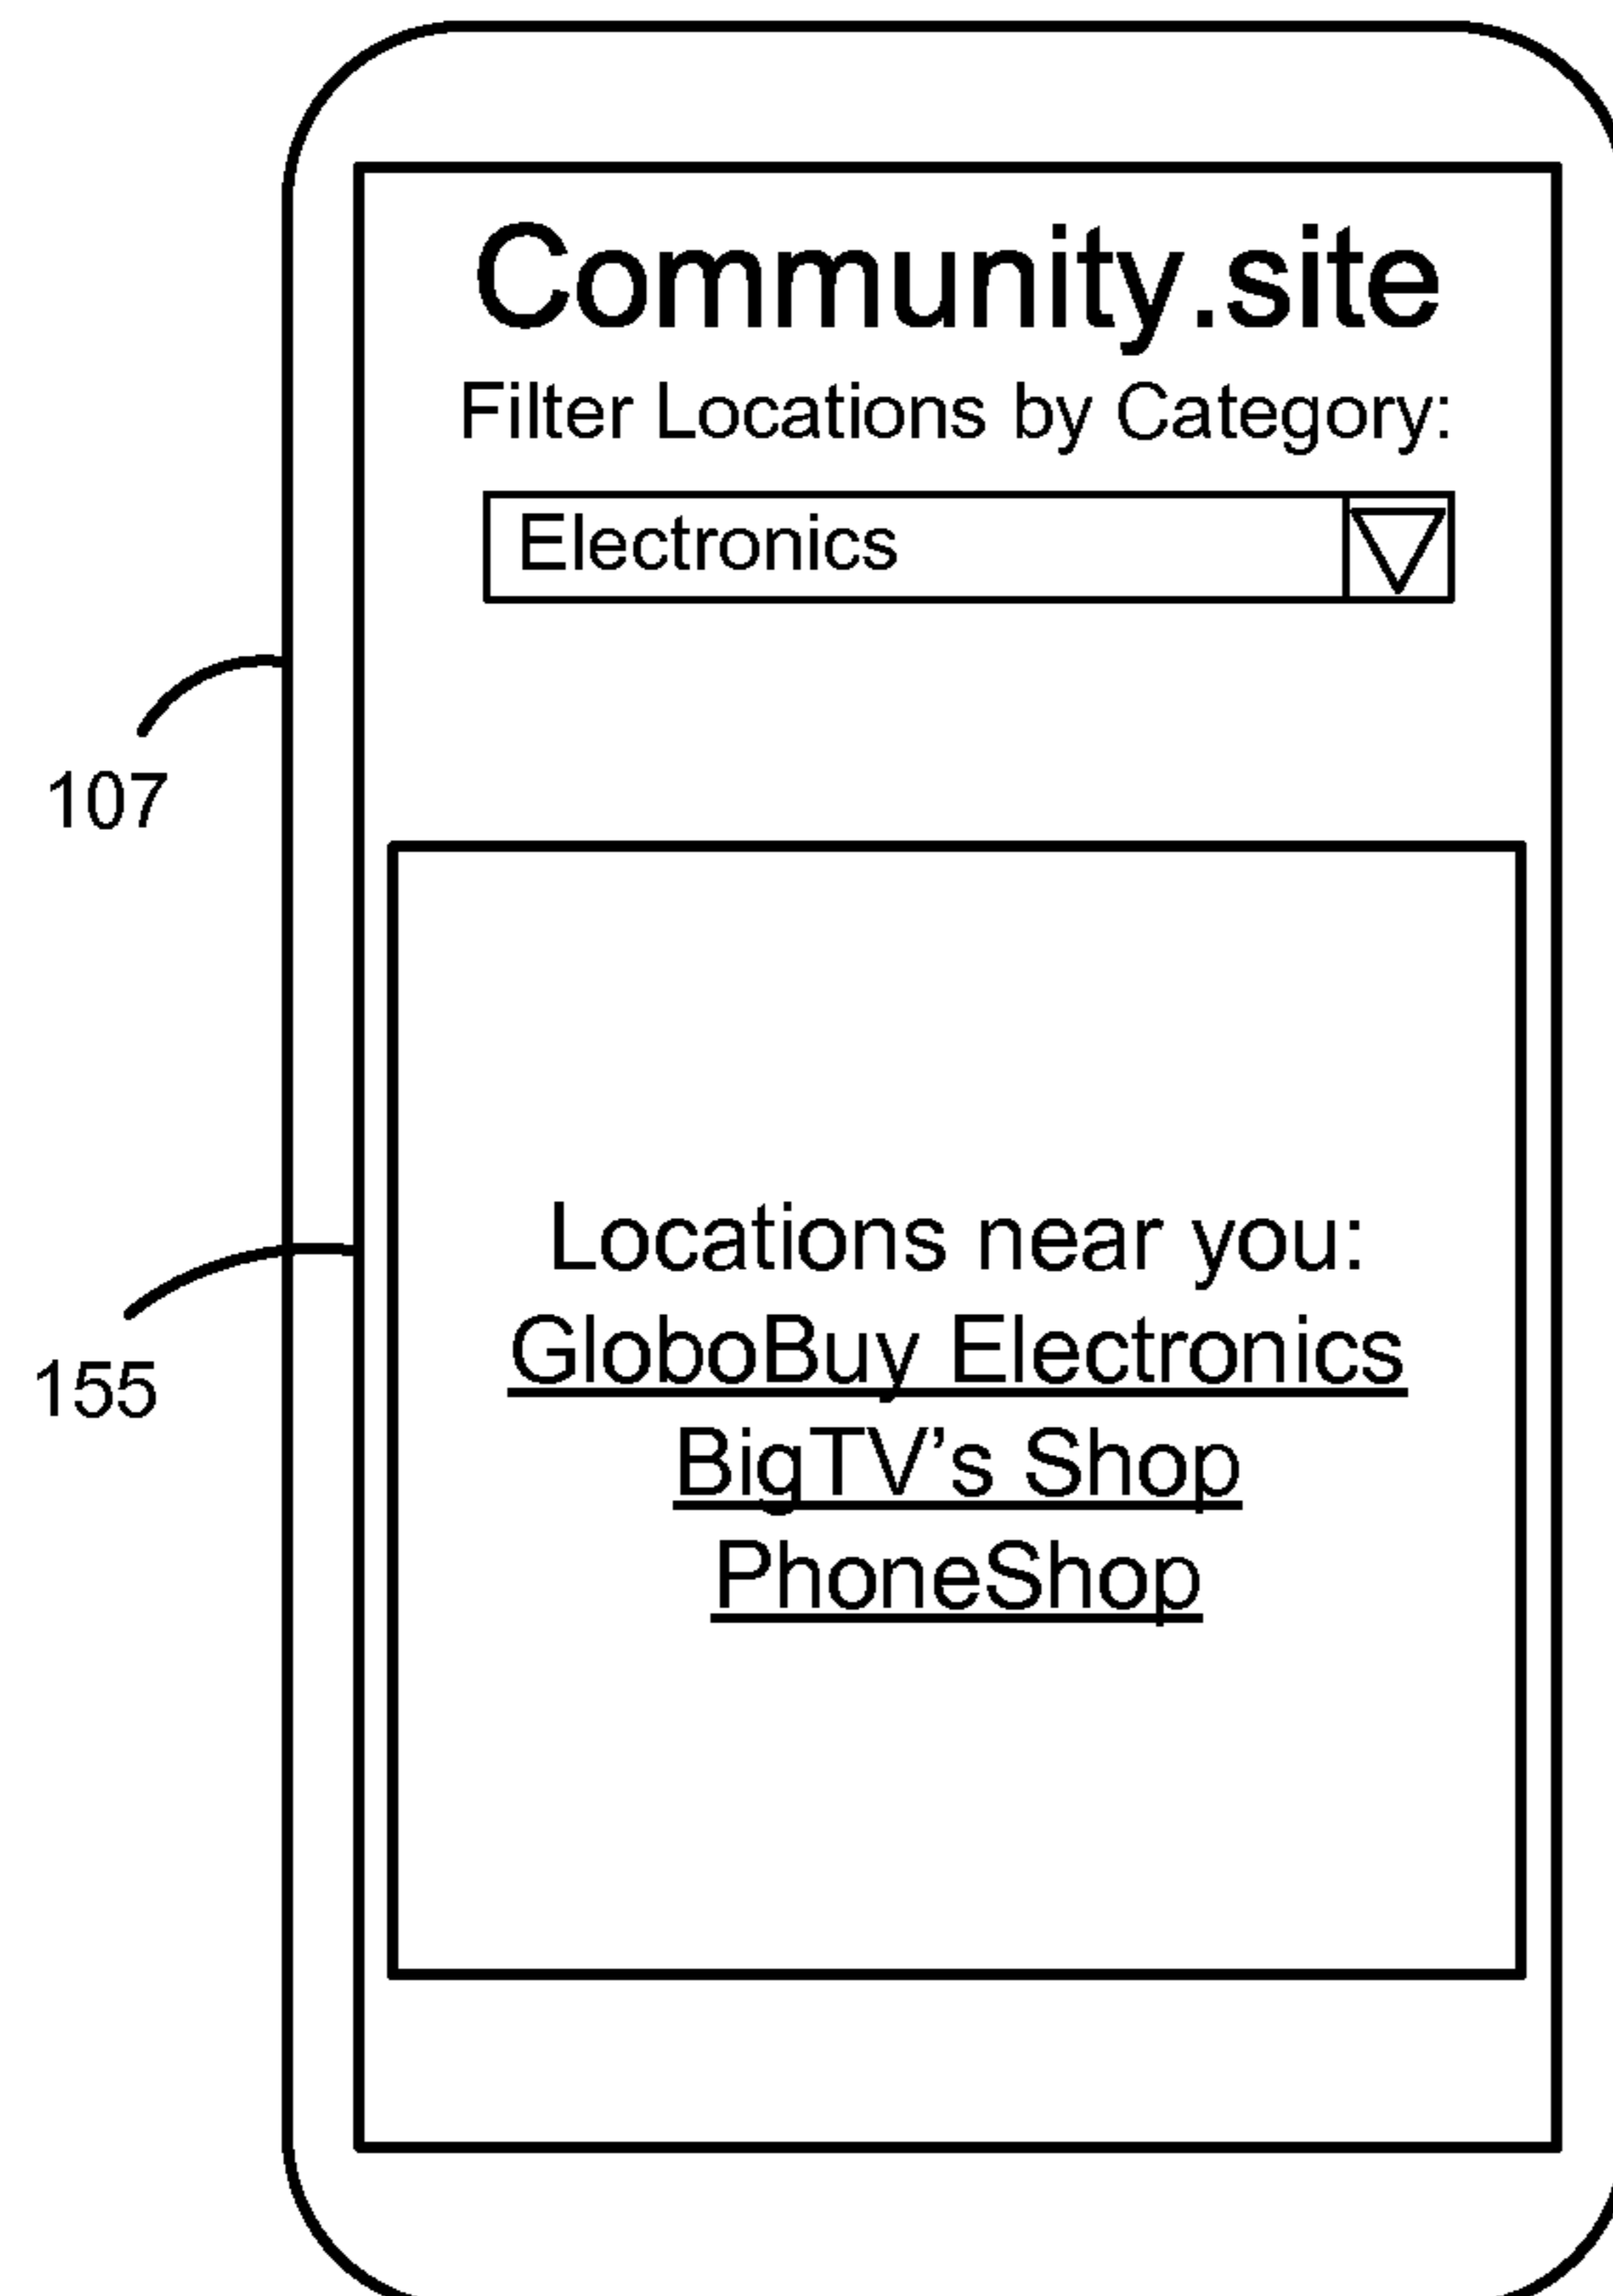 Community.site
Filter Locations by Category:
Electronics
107
Locations near you:
GloboBuy Electronics
155
BigTV’s Shop
PhoneShop